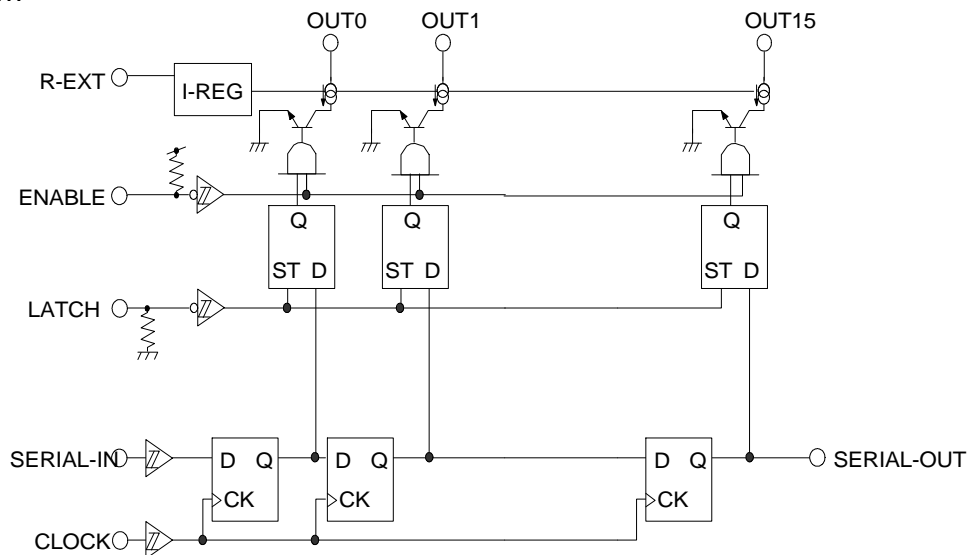 OUT0 OUT1 OUT15
R-EXT I-REG
ENABLE
Q Q Q
ST D ST D ST D
LATCH
SERIAL-IN D Q D Q D Q SERIAL-OUT
CK CK CK
CLOCK